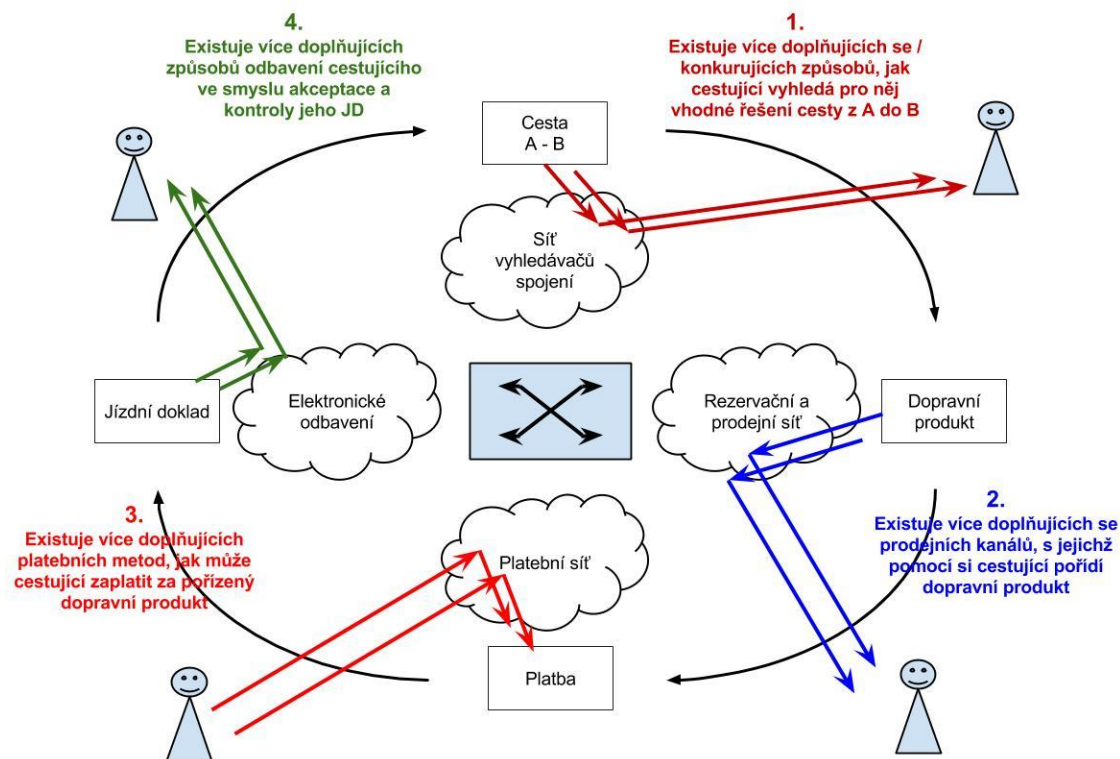 4.
Existuje více doplňujících
způsobů odbavení cestujícího
ve smyslu akceptace a
kontroly jeho JD
1.
Existuje více doplňujících se /
konkurujících způsobů, jak
cestující vyhledá pro něj
vhodné řešení cesty z A do B
Cesta
A - B
Síť
vyhledávačů
spojení
Jízdní doklad
Elektronické
odbavení
Rezervační a
prodejní síť
Dopravní
produkt
3.
Existuje více doplňujících
platebních metod, jak může
cestující zaplatit za pořízený
dopravní produkt
Platební síť
Platba
2.
Existuje více doplňujících se
prodejních kanálů, s jejichž
pomocí si cestující pořídí
dopravní produkt